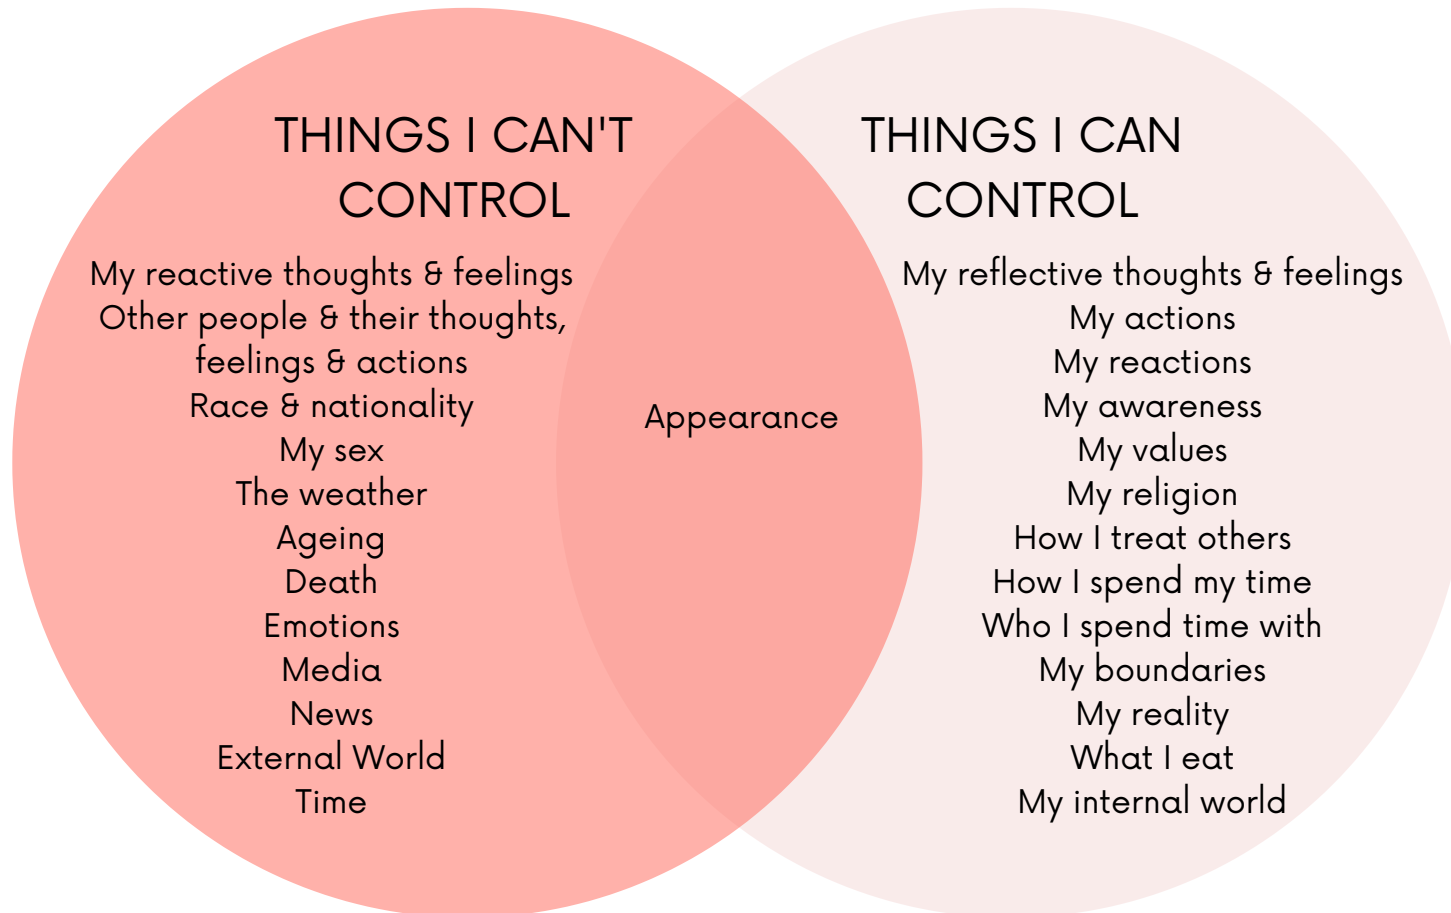 THINGS I CAN'T
CONTROL
My reactive thoughts & feelings
Other people & their thoughts,
feelings & actions
Race & nationality
My sex
The weather
Ageing
Death
Emotions
Media
News
External World
Time
Appearance
THINGS I CAN
CONTROL
My reflective thoughts & feelings
My actions
My reactions
My awareness
My values
My religion
How I treat others
How I spend my time
Who I spend time with
My boundaries
My reality
What I eat
My internal world